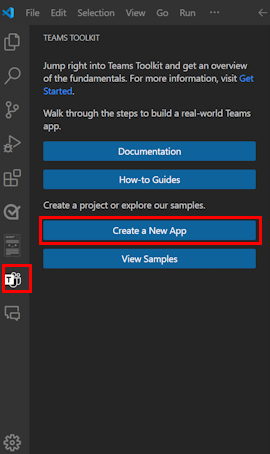 File Edit Selection View Go Run ···
TEAMS TOOLKIT
Jump right into Teams Toolkit and get an overview
of the fundamentals. For more information, visit Get
Started.
Walk through the steps to build a real-world Teams
app.
Documentation
How-to Guides
Create a project or explore our samples.
Create a New App
View Samples